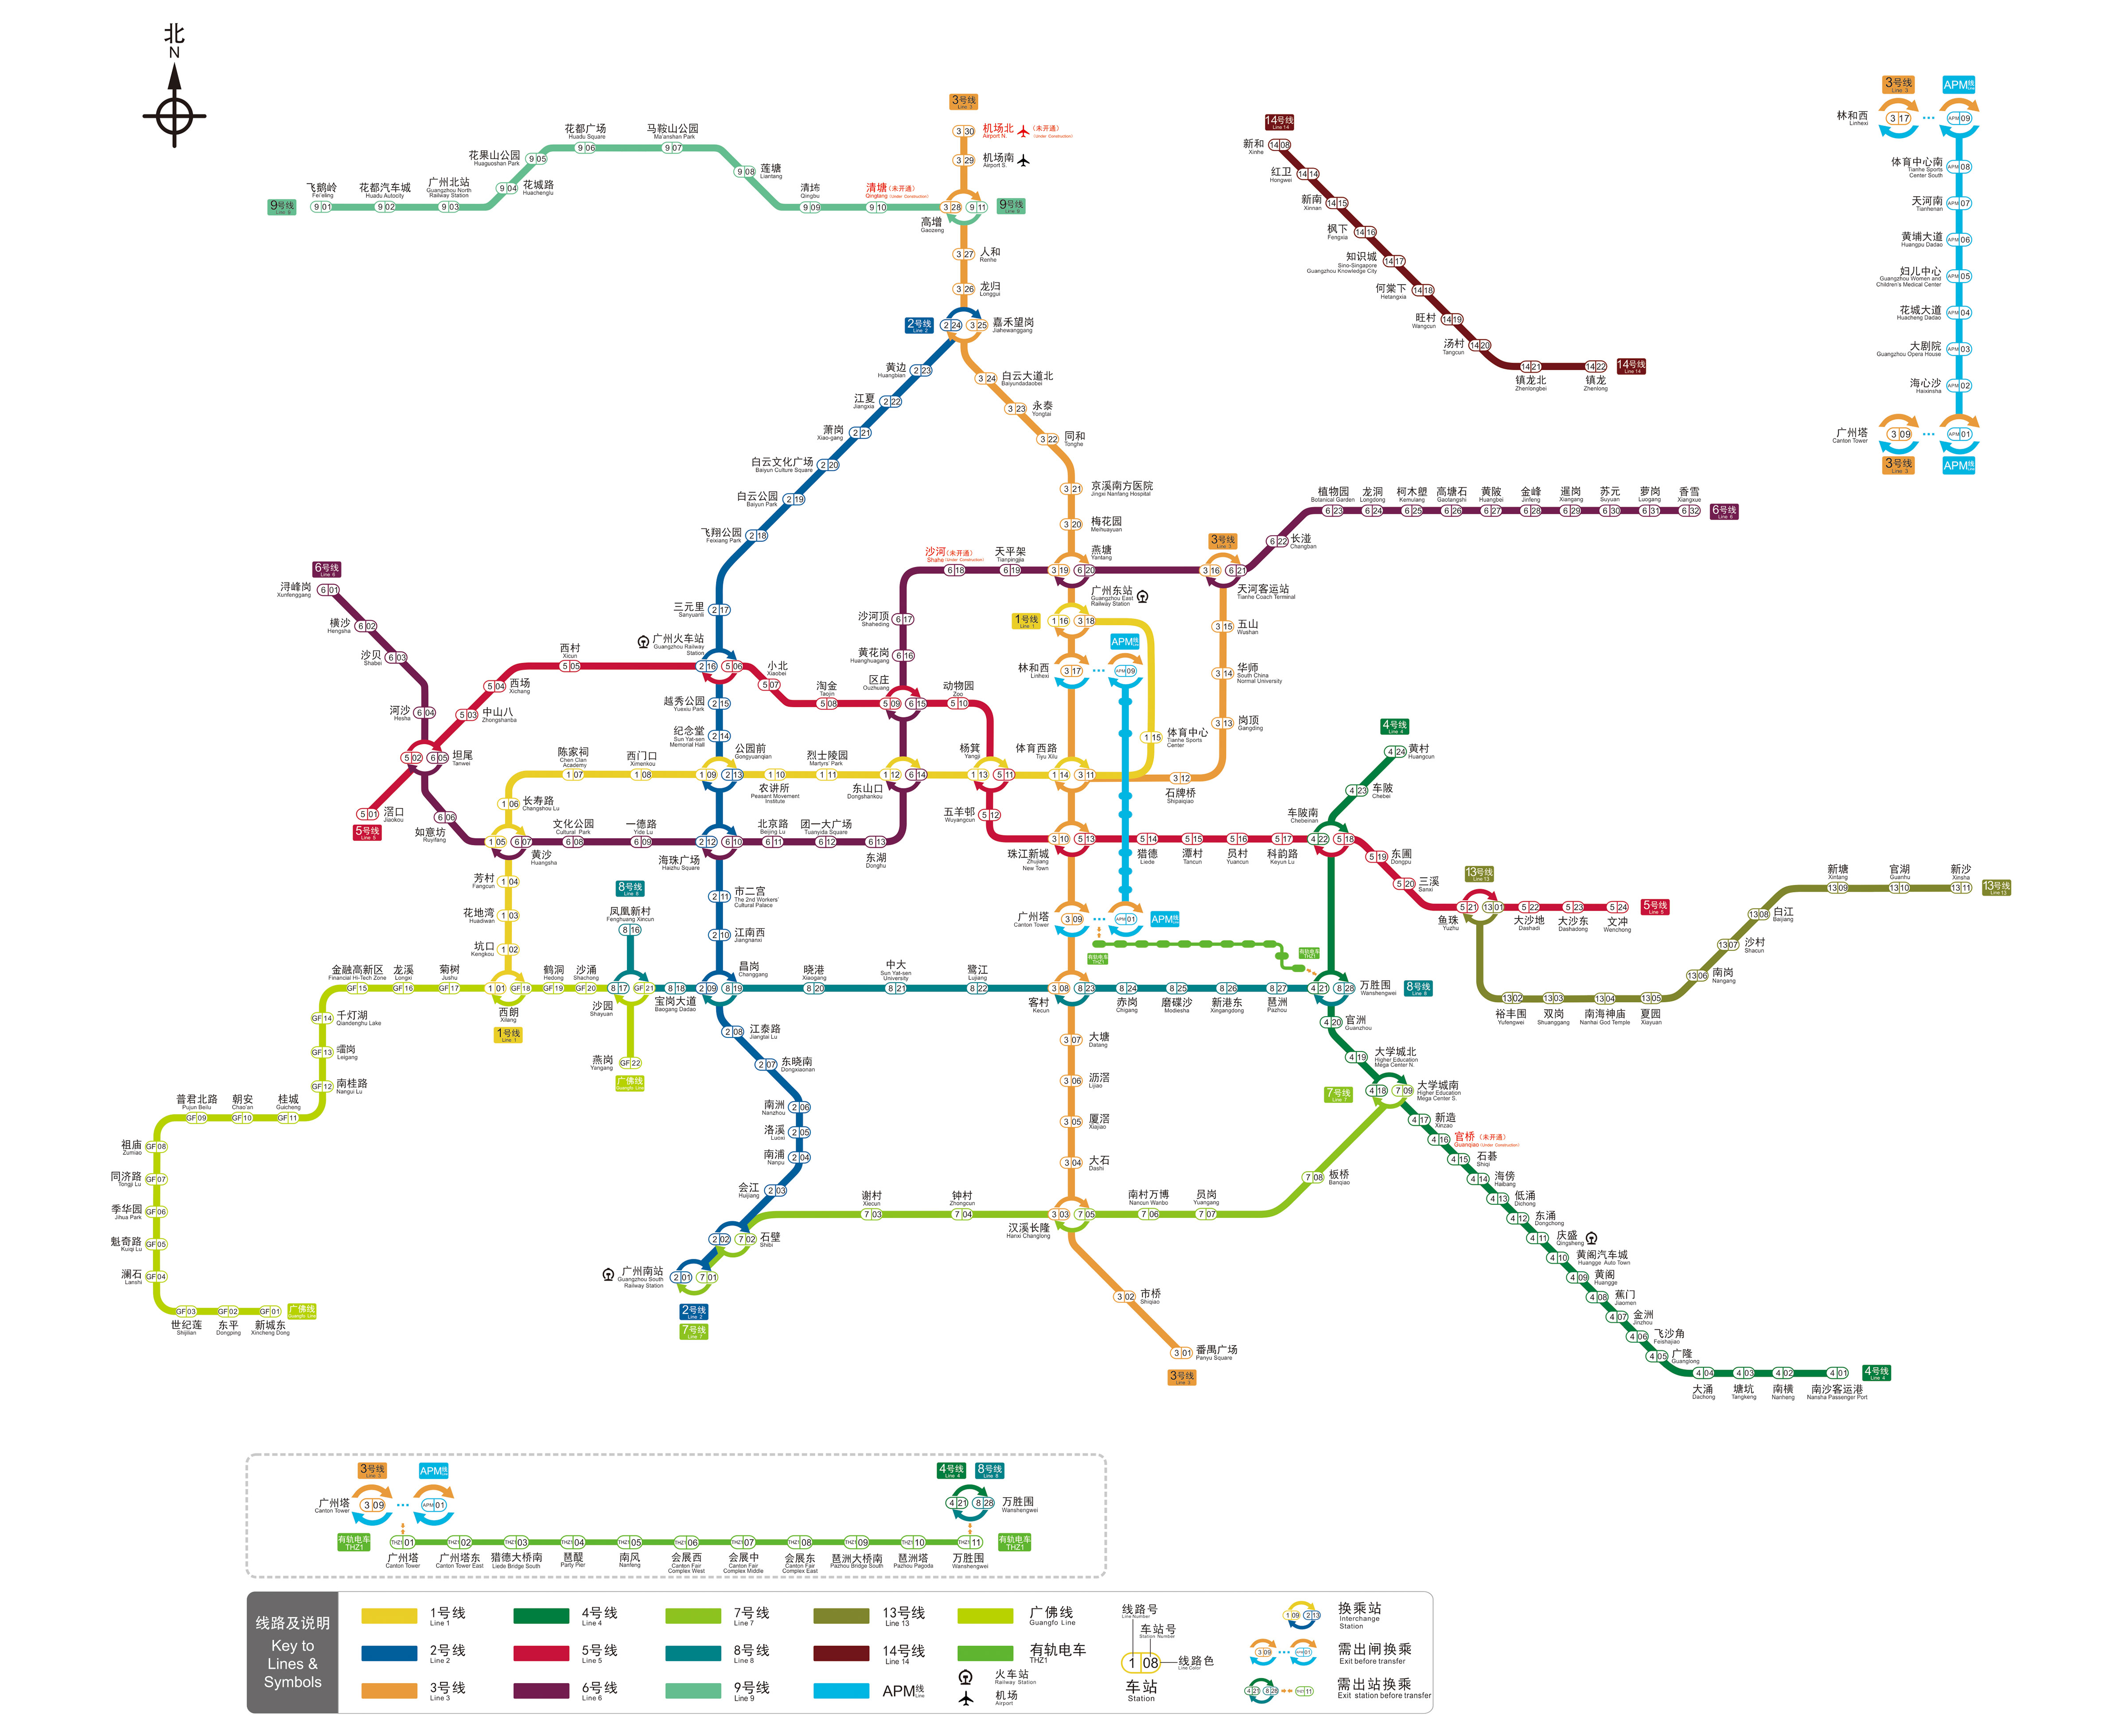 北
N
3号线
Line 3
3 30
机场北
Airport N.
(未开通)
(Under Construction)
3 29
机场南
Airport S.
9号线
Line 9
飞鹅岭
Fei'eling
9 01
花都汽车城
Huadu Autocity
9 02
广州北站
Guangzhou North
Railway Station
9 03
9 04
花城路
Huachenglu
花果山公园
Huaguoshan Park
9 05
花都广场
Huadu Square
9 06
马鞍山公园
Ma'anshan Park
9 07
9 08
莲塘
Liantang
清㘵
Qingbu
9 09
清塘(未开通)
Qingtang (Under Construction)
9 10
3 28
9 11
高增
Gaozeng
9号线
Line 9
3 27
人和
Renhe
3 26
龙归
Longgui
2号线
Line 2
2 24
3 25
嘉禾望岗
Jiahewanggang
黄边
Huangbian
2 23
江夏
Jiangxia
2 22
萧岗
Xiao-gang
2 21
白云文化广场
Baiyun Culture Square
2 20
白云公园
Baiyun Park
2 19
飞翔公园
Feixiang Park
2 18
三元里
Sanyuanli
2 17
广州火车站
Guangzhou Railway
Station
2 16
5 06
越秀公园
Yuexiu Park
2 15
纪念堂
Sun Yat-sen
Memorial Hall
2 14
公园前
Gongyuanqian
1 09
2 13
海珠广场
Haizhu Square
2 12
6 10
2 11
市二宫
The 2nd Workers'
Cultural Palace
2 10
江南西
Jiangnanxi
昌岗
Changgang
2 09
8 19
2 08
江泰路
Jiangtai Lu
2 07
东晓南
Dongxiaonan
南洲
Nanzhou
2 06
洛溪
Luoxi
2 05
南浦
Nanpu
2 04
会江
Huijiang
2 03
2 02
7 02
石壁
Shibi
广州南站
Guangzhou South
Railway Station
2 01
7 01
2号线
Line 2
7号线
Line 7
3 24
白云大道北
Baiyundadaobei
3 23
永泰
Yongtai
3 22
同和
Tonghe
3 21
京溪南方医院
Jingxi Nanfang Hospital
3 20
梅花园
Meihuayuan
燕塘
Yantang
3 19
6 20
广州东站
Guangzhou East
Railway Station
1号线
Line 1
1 16
3 18
林和西
Linhexi
3 17
APM线
APM 09
体育西路
Tiyu Xilu
1 14
3 11
珠江新城
Zhujiang
New Town
3 10
5 13
广州塔
Canton Tower
3 09
APM 01
APM线
客村
Kecun
3 08
8 23
3 07
大塘
Datang
3 06
沥滘
Lijiao
3 05
厦滘
Xiajiao
3 04
大石
Dashi
汉溪长隆
Hanxi Changlong
3 03
7 05
3 02
市桥
Shiqiao
3 01
番禺广场
Panyu Square
3号线
Line 3
3号线
Line 3
3 16
6 21
天河客运站
Tianhe Coach Terminal
3 15
五山
Wushan
3 14
华师
South China
Normal University
3 13
岗顶
Gangding
3 12
石牌桥
Shipaiqiao
1 15
体育中心
Tianhe Sports
Center
14号线
Line 14
新和
Xinhe
14 08
红卫
Hongwei
14 14
新南
Xinnan
14 15
枫下
Fengxia
14 16
知识城
Sino-Singapore
Guangzhou Knowledge City
14 17
何棠下
Hetangxia
14 18
旺村
Wangcun
14 19
汤村
Tangcun
14 20
14 21
镇龙北
Zhenlongbei
14 22
镇龙
Zhenlong
14号线
Line 14
3号线
Line 3
APM线
林和西
Linhexi
3 17
APM 09
体育中心南
Tianhe Sports
Center South
APM 08
天河南
Tianhenan
APM 07
黄埔大道
Huangpu Dadao
APM 06
妇儿中心
Guangzhou Women and
Children's Medical Center
APM 05
花城大道
Huacheng Dadao
APM 04
大剧院
Guangzhou Opera House
APM 03
海心沙
Haixinsha
APM 02
广州塔
Canton Tower
3 09
APM 01
3号线
Line 3
APM线
6号线
Line 6
浔峰岗
Xunfenggang
6 01
横沙
Hengsha
6 02
沙贝
Shabei
6 03
河沙
Hesha
6 04
5 02
6 05
坦尾
Tanwei
如意坊
Ruyifang
6 06
1 05
6 07
黄沙
Huangsha
文化公园
Cultural Park
6 08
一德路
Yide Lu
6 09
北京路
Beijing Lu
6 11
团一大广场
Tuanyida Square
6 12
6 13
东湖
Donghu
1 12
6 14
东山口
Dongshankou
区庄
Ouzhuang
5 09
6 15
黄花岗
Huanghuagang
6 16
沙河顶
Shaheding
6 17
沙河(未开通)
Shahe (Under Construction)
6 18
天平架
Tianpingjia
6 19
6 22
长湴
Changban
植物园
Botanical Garden
6 23
龙洞
Longdong
6 24
柯木塱
Kemulang
6 25
高塘石
Gaotangshi
6 26
黄陂
Huangbei
6 27
金峰
Jinfeng
6 28
暹岗
Xiangang
6 29
苏元
Suyuan
6 30
萝岗
Luogang
6 31
香雪
Xiangxue
6 32
6号线
Line 6
5 01
滘口
Jiaokou
5号线
Line 5
5 03
中山八
Zhongshanba
5 04
西场
Xichang
西村
Xicun
5 05
小北
Xiaobei
5 07
淘金
Taojin
5 08
动物园
Zoo
5 10
杨箕
Yangji
1 13
5 11
五羊邨
Wuyangcun
5 12
5 14
猎德
Liede
5 15
潭村
Tancun
5 16
员村
Yuancun
5 17
科韵路
Keyun Lu
车陂南
Chebeinan
4 22
5 18
5 19
东圃
Dongpu
5 20
三溪
Sanxi
13号线
Line 13
5 21
13 01
鱼珠
Yuzhu
5 22
大沙地
Dashadi
5 23
大沙东
Dashadong
5 24
文冲
Wenchong
5号线
Line 5
13 02
裕丰围
Yufengwei
13 03
双岗
Shuanggang
13 04
南海神庙
Nanhai God Temple
13 05
夏园
Xiayuan
13 06
南岗
Nangang
13 07
沙村
Shacun
13 08
白江
Baijiang
新塘
Xintang
13 09
官湖
Guanhu
13 10
新沙
Xinsha
13 11
13号线
Line 13
陈家祠
Chen Clan
Academy
1 07
西门口
Ximenkou
1 08
1 10
农讲所
Peasant Movement
Institute
烈士陵园
Martyrs' Park
1 11
1 06
长寿路
Changshou Lu
芳村
Fangcun
1 04
花地湾
Huadiwan
1 03
坑口
Kengkou
1 02
1 01
GF 18
西朗
Xilang
1号线
Line 1
8号线
Line 8
凤凰新村
Fenghuang Xincun
8 16
8 17
GF 21
沙园
Shayuan
8 18
宝岗大道
Baogang Dadao
晓港
Xiaogang
8 20
中大
Sun Yat-sen
University
8 21
鹭江
Lujiang
8 22
8 24
赤岗
Chigang
8 25
磨碟沙
Modiesha
8 26
新港东
Xingangdong
8 27
琶洲
Pazhou
4 21
8 28
万胜围
Wanshengwei
8号线
Line 8
有轨电车
THZ1
有轨电车
THZ1
4号线
Line 4
4 24
黄村
Huangcun
4 23
车陂
Chebei
4 20
官洲
Guanzhou
4 19
大学城北
Higher Education
Mega Center N.
7号线
Line 7
4 18
7 09
大学城南
Higher Education
Mega Center S.
4 17
新造
Xinzao
4 16
官桥(未开通)
Guanqiao (Under Construction)
4 15
石碁
Shiqi
4 14
海傍
Haibang
4 13
低涌
Dichong
4 12
东涌
Dongchong
4 11
庆盛
Qingsheng
4 10
黄阁汽车城
Huangge Auto Town
4 09
黄阁
Huangge
4 08
蕉门
Jiaomen
4 07
金洲
Jinzhou
4 06
飞沙角
Feishajiao
4 05
广隆
Guanglong
4 04
大涌
Dachong
4 03
塘坑
Tangkeng
4 02
南横
Nanheng
4 01
南沙客运港
Nansha Passenger Port
4号线
Line 4
谢村
Xiecun
7 03
钟村
Zhongcun
7 04
南村万博
Nancun Wanbo
7 06
员岗
Yuangang
7 07
7 08
板桥
Banqiao
金融高新区
Financial Hi-Tech Zone
GF 15
龙溪
Longxi
GF 16
菊树
Jushu
GF 17
鹤洞
Hedong
GF 19
沙涌
Shachong
GF 20
燕岗
Yangang
GF 22
广佛线
Guangfo Line
GF 14
千灯湖
Qiandenghu Lake
GF 13
𧒽岗
Leigang
GF 12
南桂路
Nangui Lu
桂城
Guicheng
GF 11
朝安
Chao'an
GF 10
普君北路
Pujun Beilu
GF 09
祖庙
Zumiao
GF 08
同济路
Tongji Lu
GF 07
季华园
Jihua Park
GF 06
魁奇路
Kuiqi Lu
GF 05
澜石
Lanshi
GF 04
GF 03
世纪莲
Shijilian
GF 02
东平
Dongping
GF 01
新城东
Xincheng Dong
广佛线
Guangfo Line
3号线
Line 3
APM线
广州塔
Canton Tower
3 09
APM 01
4号线
Line 4
8号线
Line 8
4 21
8 28
万胜围
Wanshengwei
有轨电车
THZ1
THZ1 01
广州塔
Canton Tower
THZ1 02
广州塔东
Canton Tower East
THZ1 03
猎德大桥南
Liede Bridge South
THZ1 04
琶醍
Party Pier
THZ1 05
南风
Nanfeng
THZ1 06
会展西
Canton Fair
Complex West
THZ1 07
会展中
Canton Fair
Complex Middle
THZ1 08
会展东
Canton Fair
Complex East
THZ1 09
琶洲大桥南
Pazhou Bridge South
THZ1 10
琶洲塔
Pazhou Pagoda
THZ1 11
万胜围
Wanshengwei
有轨电车
THZ1
线路及说明
Key to
Lines &
Symbols
1号线
Line 1
2号线
Line 2
3号线
Line 3
4号线
Line 4
5号线
Line 5
6号线
Line 6
7号线
Line 7
8号线
Line 8
9号线
Line 9
13号线
Line 13
14号线
Line 14
APM线
Line
广佛线
Guangfo Line
有轨电车
THZ1
火车站
Railway Station
机场
Airport
线路号
Line Number
车站号
Station Number
1 08
线路色
Line Color
车站
Station
1 09
2 13
换乘站
Interchange
Station
3 09
APM 01
需出闸换乘
Exit before transfer
4 21
8 28
THZ1 11
需出站换乘
Exit station before transfer